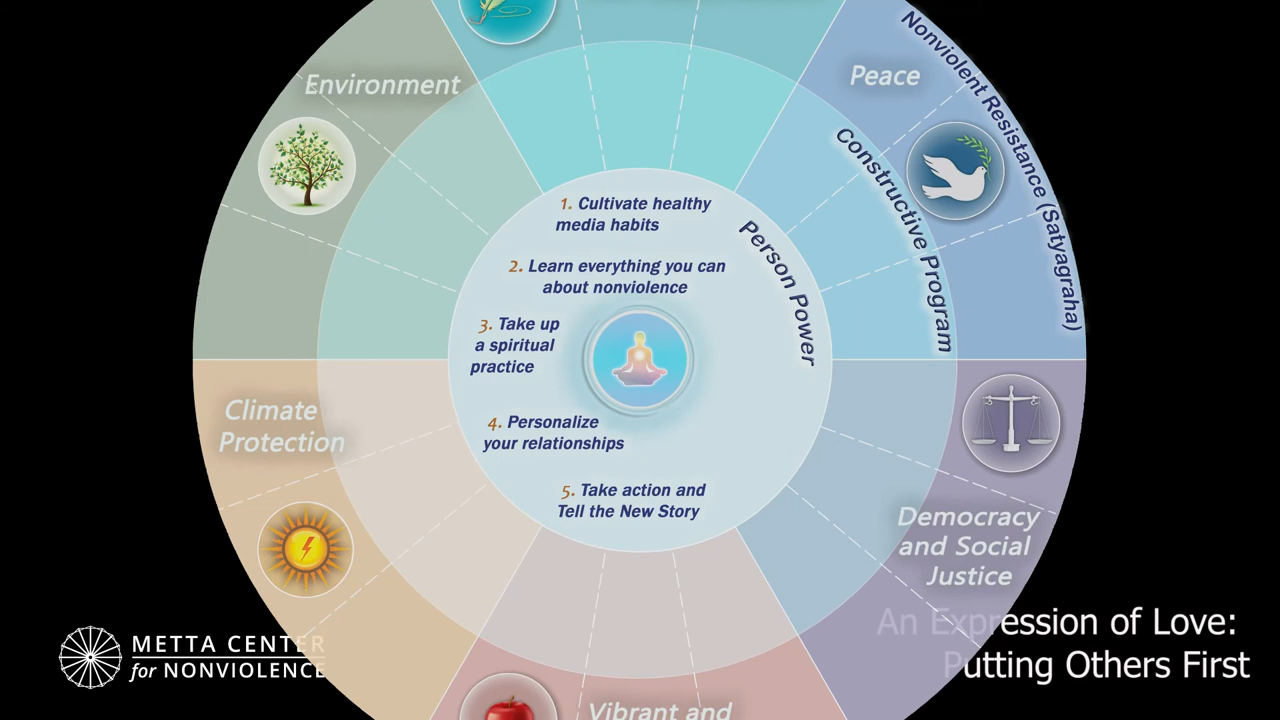 Environment
Peace
Nonviolent Resistance (Satyagraha)
Constructive Program
Person Power
1. Cultivate healthy
media habits
2. Learn everything you can
about nonviolence
3. Take up
a spiritual
practice
4. Personalize
your relationships
5. Take action and
Tell the New Story
Climate
Protection
Democracy
and Social
Justice
Vibrant and
METTA CENTER
for NONVIOLENCE
An Expression of Love:
Putting Others First